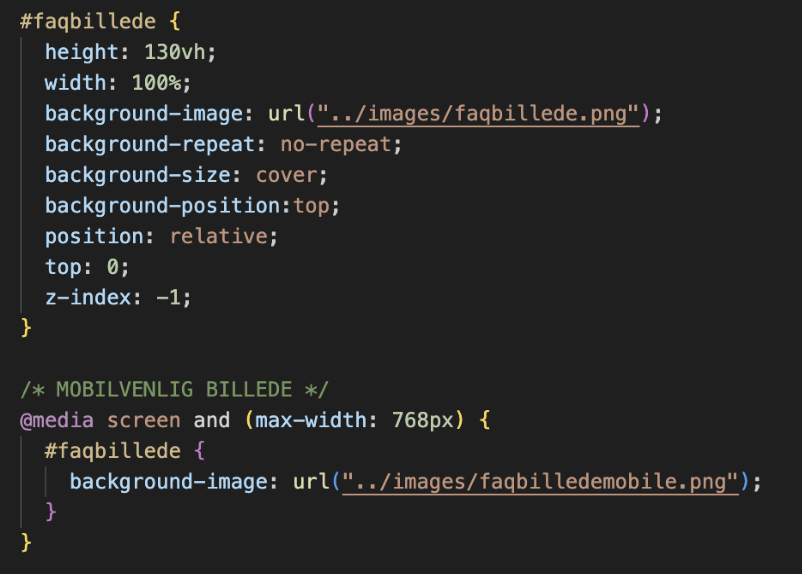 #faqbillede {
height: 130vh;
width: 100%;
background-image: url("../images/faqbillede.png");
background-repeat: no-repeat;
background-size: cover;
background-position:top;
position: relative;
top: 0;
z-index: -1;
}
/* MOBILVENLIG BILLEDE */
@media screen and (max-width: 768px) {
#faqbillede {
background-image: url("../images/faqbilledemobile.png");
}
}